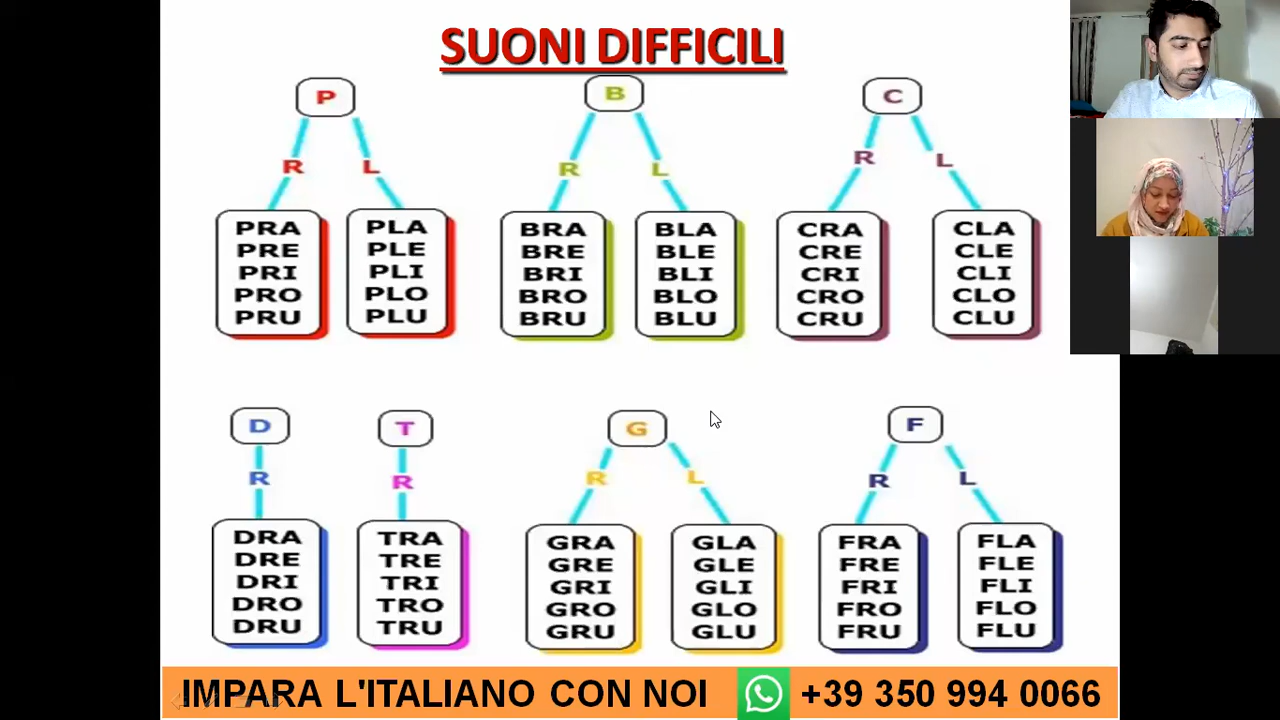 SUONI DIFFICILI
P
R L
PRA
PRE
PRI
PRO
PRU
PLA
PLE
PLI
PLO
PLU
B
R L
BRA
BRE
BRI
BRO
BRU
BLA
BLE
BLI
BLO
BLU
C
R L
CRA
CRE
CRI
CRO
CRU
CLA
CLE
CLI
CLO
CLU
D
R
DRA
DRE
DRI
DRO
DRU
T
R
TRA
TRE
TRI
TRO
TRU
G
R L
GRA
GRE
GRI
GRO
GRU
GLA
GLE
GLI
GLO
GLU
F
R L
FRA
FRE
FRI
FRO
FRU
FLA
FLE
FLI
FLO
FLU
IMPARA L'ITALIANO CON NOI +39 350 994 0066